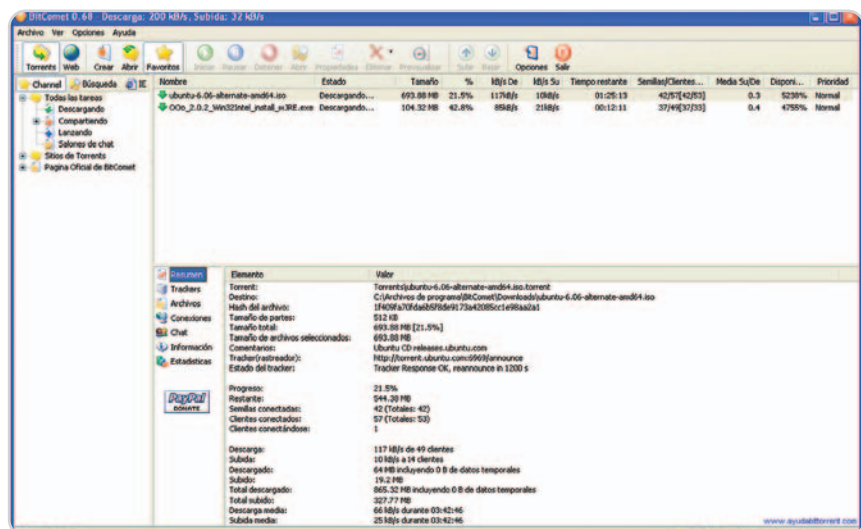 BitComet 0.68 Descarga: 200 kB/s, Subida: 32 kB/s
Archivo Ver Opciones Ayuda
Torrents Web Crear Abrir Favoritos Iniciar Pausar Detener Abrir Propiedades Eliminar Previsualizar Subir Bajar Opciones Salir
Channel Búsqueda IE
Todas las tareas
Descargando
Compartiendo
Lanzando
Salones de chat
Sitios de Torrents
Pagina Oficial de BitComet
Nombre Estado Tamaño % kB/s De kB/s Su Tiempo restante Semillas/Clientes... Media Su/De Disponi... Prioridad
ubuntu-6.06-alternate-amd64.iso Descargando... 693.88 MB 21.5% 117kB/s 10kB/s 01:25:13 42/57[42/53] 0.3 5238% Normal
OOo_2.0.2_Win32Intel_install_wJRE.exe Descargando... 104.32 MB 42.8% 85kB/s 21kB/s 00:12:11 37/49[37/33] 0.4 4755% Normal
Resumen
Trackers
Archivos
Conexiones
Chat
Información
Estadísticas
PayPal
DONATE
Elemento Valor
Torrent: Torrents\ubuntu-6.06-alternate-amd64.iso.torrent
Destino: C:\Archivos de programa\BitComet\Downloads\ubuntu-6.06-alternate-amd64.iso
Hash del archivo:
Tamaño de partes: 512 KB
Tamaño total: 693.88 MB [21.5%]
Tamaño de archivos seleccionados: 693.88 MB
Comentarios: Ubuntu CD releases.ubuntu.com
Tracker(rastreador): http://torrent.ubuntu.com:6969/announce
Estado del tracker: Tracker Response OK, reannounce in 1200 s
Progreso: 21.5%
Restante: 544.38 MB
Semillas conectadas: 42 (Totales: 42)
Clientes conectados: 57 (Totales: 53)
Clientes conectándose: 1
Descarga: 117 kB/s de 49 clientes
Subida: 10 kB/s a 14 clientes
Descargado: 64 MB incluyendo 0 B de datos temporales
Subido: 19.2 MB
Total descargado: 865.32 MB incluyendo 0 B de datos temporales
Total subido: 327.77 MB
Descarga media: 66 kB/s durante 03:42:46
Subida media: 25 kB/s durante 03:42:46
www.ayudabittorrent.com